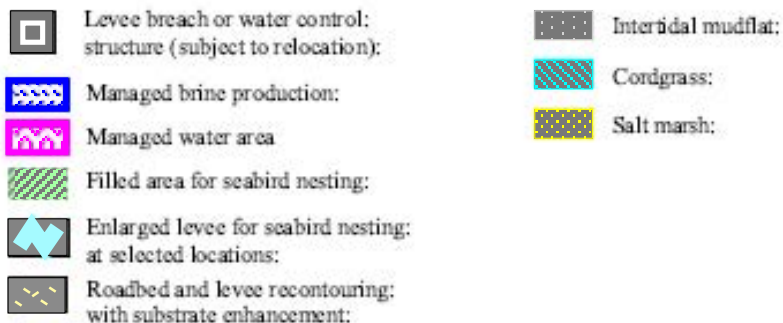 Levee breach or water control:
structure (subject to relocation):
Managed brine production:
Managed water area
Filled area for seabird nesting:
Enlarged levee for seabird nesting:
at selected locations:
Roadbed and levee recontouring:
with substrate enhancement:
Intertidal mudflat:
Cordgrass:
Salt marsh: